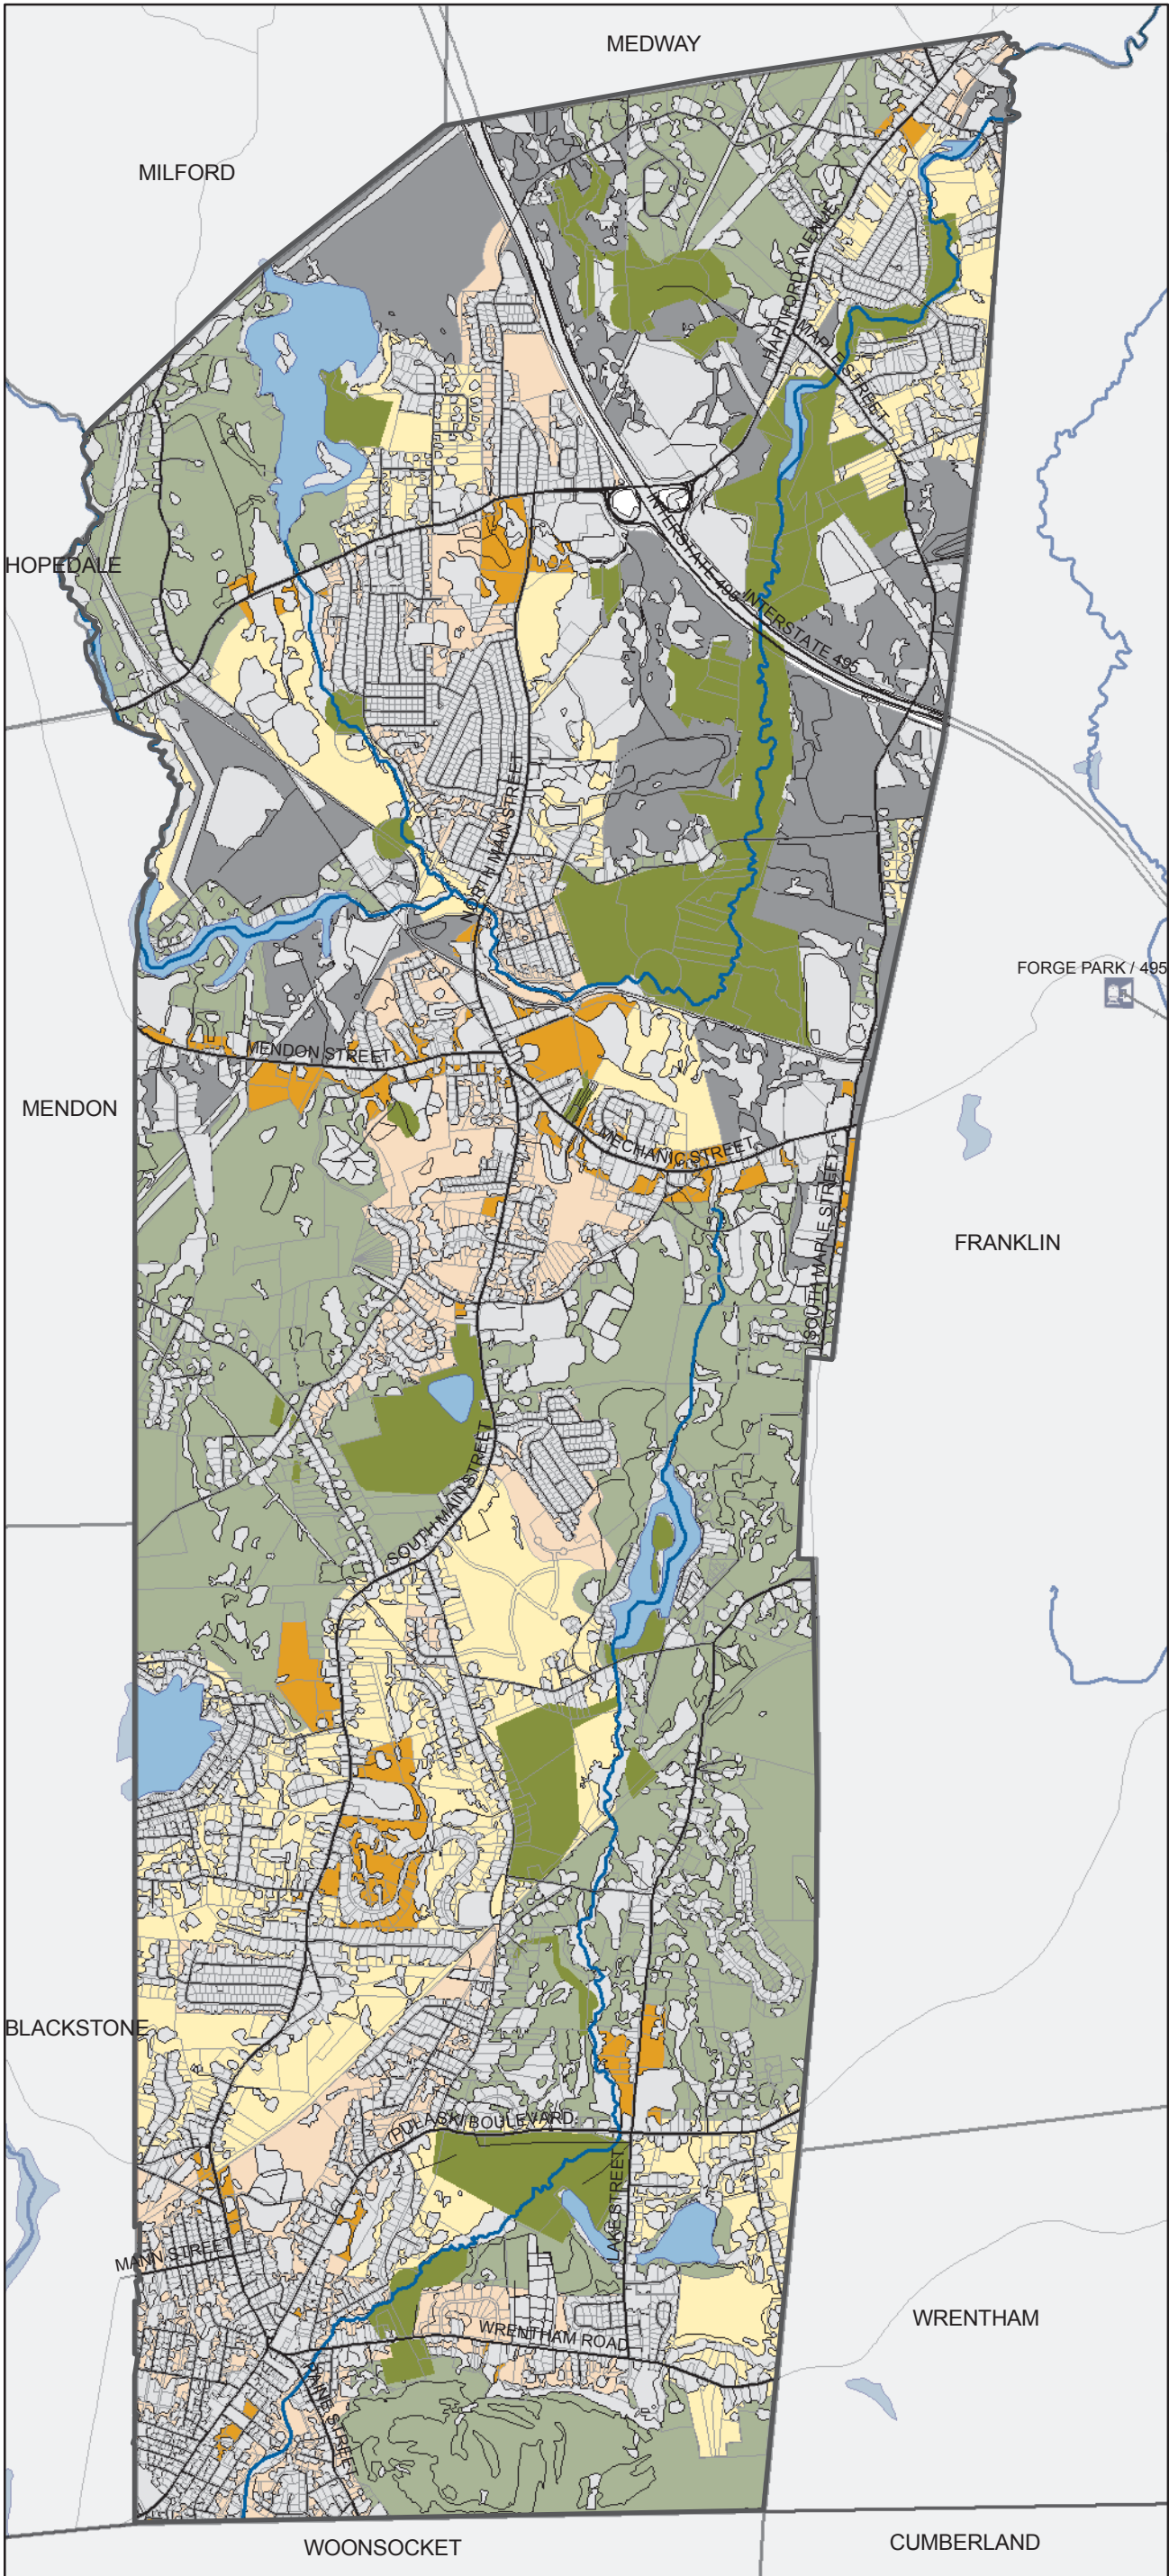 MEDWAY
MILFORD
HARTFORD AVENUE
MAPLE STREET
INTERSTATE 495
HOPEDALE
INTERSTATE 495
NORTH MAIN STREET
FORGE PARK / 495
MENDON STREET
MENDON
MECHANIC STREET
SOUTH MAPLE STREET
FRANKLIN
SOUTH MAIN STREET
BLACKSTONE
PULASKI BOULEVARD
LAKE STREET
MANN STREET
WRENTHAM
WRENTHAM ROAD
PAINE STREET
WOONSOCKET
CUMBERLAND